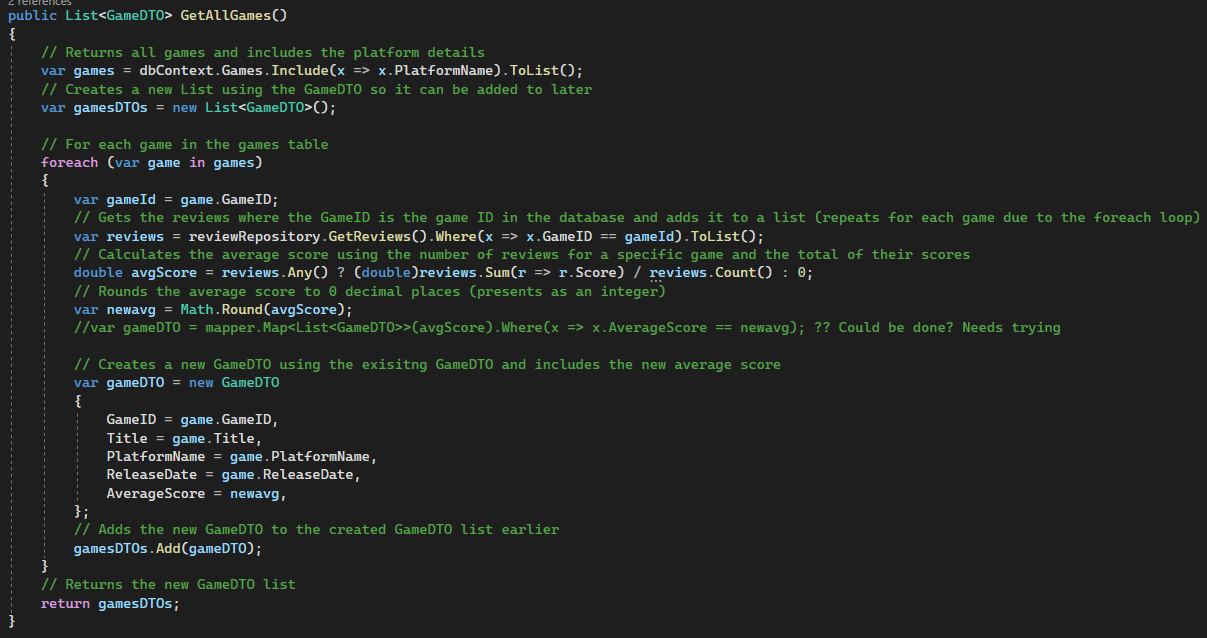 2 references
public List<GameDTO> GetAllGames()
{
// Returns all games and includes the platform details
var games = dbContext.Games.Include(x => x.PlatformName).ToList();
// Creates a new List using the GameDTO so it can be added to later
var gamesDTOs = new List<GameDTO>();
// For each game in the games table
foreach (var game in games)
{
var gameId = game.GameID;
// Gets the reviews where the GameID is the game ID in the database and adds it to a list (repeats for each game due to the foreach loop)
var reviews = reviewRepository.GetReviews().Where(x => x.GameID == gameId).ToList();
// Calculates the average score using the number of reviews for a specific game and the total of their scores
double avgScore = reviews.Any() ? (double)reviews.Sum(r => r.Score) / reviews.Count() : 0;
// Rounds the average score to 0 decimal places (presents as an integer)
var newavg = Math.Round(avgScore);
//var gameDTO = mapper.Map<List<GameDTO>>(avgScore).Where(x => x.AverageScore == newavg); ?? Could be done? Needs trying
// Creates a new GameDTO using the exisitng GameDTO and includes the new average score
var gameDTO = new GameDTO
{
GameID = game.GameID,
Title = game.Title,
PlatformName = game.PlatformName,
ReleaseDate = game.ReleaseDate,
AverageScore = newavg,
};
// Adds the new GameDTO to the created GameDTO list earlier
gamesDTOs.Add(gameDTO);
}
// Returns the new GameDTO list
return gamesDTOs;
}